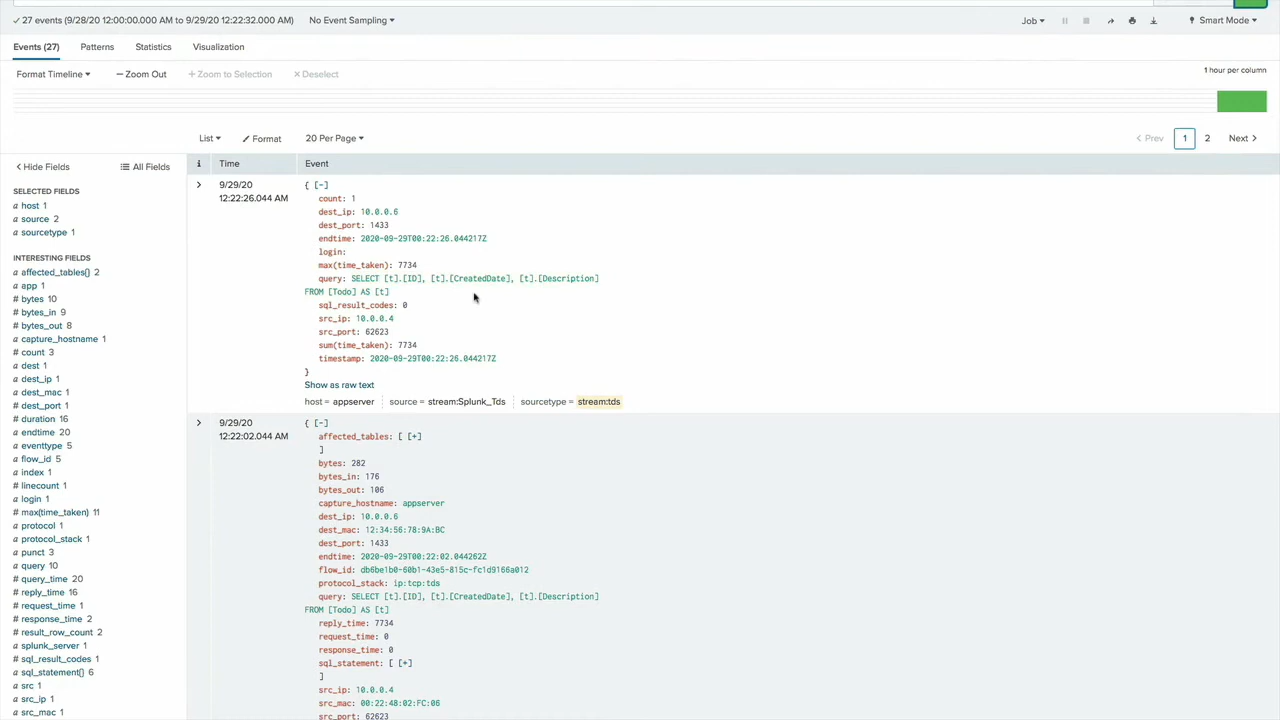 ✓ 27 events (9/28/20 12:00:00.000 AM to 9/29/20 12:22:32.000 AM) No Event Sampling ▾ Job ▾ Smart Mode ▾
Events (27) Patterns Statistics Visualization
Format Timeline ▾ — Zoom Out + Zoom to Selection × Deselect 1 hour per column
List ▾ Format 20 Per Page ▾ < Prev 1 2 Next >
< Hide Fields All Fields i Time Event
SELECTED FIELDS
a host 1
a source 2
a sourcetype 1
INTERESTING FIELDS
a affected_tables{} 2
a app 1
# bytes 10
# bytes_in 9
# bytes_out 8
a capture_hostname 1
# count 3
a dest 1
a dest_ip 1
a dest_mac 1
# dest_port 1
# duration 16
a endtime 20
a eventtype 5
a flow_id 5
a index 1
# linecount 1
a login 1
# max(time_taken) 11
a protocol 1
a protocol_stack 1
a punct 3
a query 10
# query_time 20
# reply_time 16
# request_time 1
# response_time 2
# result_row_count 2
a splunk_server 1
# sql_result_codes 1
a sql_statement{} 6
a src 1
a src_ip 1
a src_mac 1
> 9/29/20
12:22:26.044 AM
{ [-]
count: 1
dest_ip: 10.0.0.6
dest_port: 1433
endtime: 2020-09-29T00:22:26.044217Z
login:
max(time_taken): 7734
query: SELECT [t].[ID], [t].[CreatedDate], [t].[Description]
FROM [Todo] AS [t]
sql_result_codes: 0
src_ip: 10.0.0.4
src_port: 62623
sum(time_taken): 7734
timestamp: 2020-09-29T00:22:26.044217Z
}
Show as raw text
host = appserver source = stream:Splunk_Tds sourcetype = stream:tds
> 9/29/20
12:22:02.044 AM
{ [-]
affected_tables: [ [+]
]
bytes: 282
bytes_in: 176
bytes_out: 106
capture_hostname: appserver
dest_ip: 10.0.0.6
dest_mac: 12:34:56:78:9A:BC
dest_port: 1433
endtime: 2020-09-29T00:22:02.044262Z
flow_id: db6be1b0-60b1-43e5-815c-fc1d9166a012
protocol_stack: ip:tcp:tds
query: SELECT [t].[ID], [t].[CreatedDate], [t].[Description]
FROM [Todo] AS [t]
reply_time: 7734
request_time: 0
response_time: 0
sql_statement: [ [+]
]
src_ip: 10.0.0.4
src_mac: 00:22:48:02:FC:06
src_port: 62623